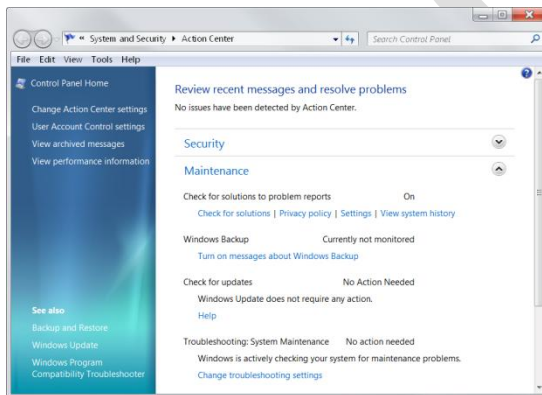 « System and Security ▸ Action Center
Search Control Panel
File Edit View Tools Help
Control Panel Home
Change Action Center settings
User Account Control settings
View archived messages
View performance information
See also
Backup and Restore
Windows Update
Windows Program
Compatibility Troubleshooter
Review recent messages and resolve problems
No issues have been detected by Action Center.
Security
Maintenance
Check for solutions to problem reports On
Check for solutions | Privacy policy | Settings | View system history
Windows Backup Currently not monitored
Turn on messages about Windows Backup
Check for updates No Action Needed
Windows Update does not require any action.
Help
Troubleshooting: System Maintenance No action needed
Windows is actively checking your system for maintenance problems.
Change troubleshooting settings